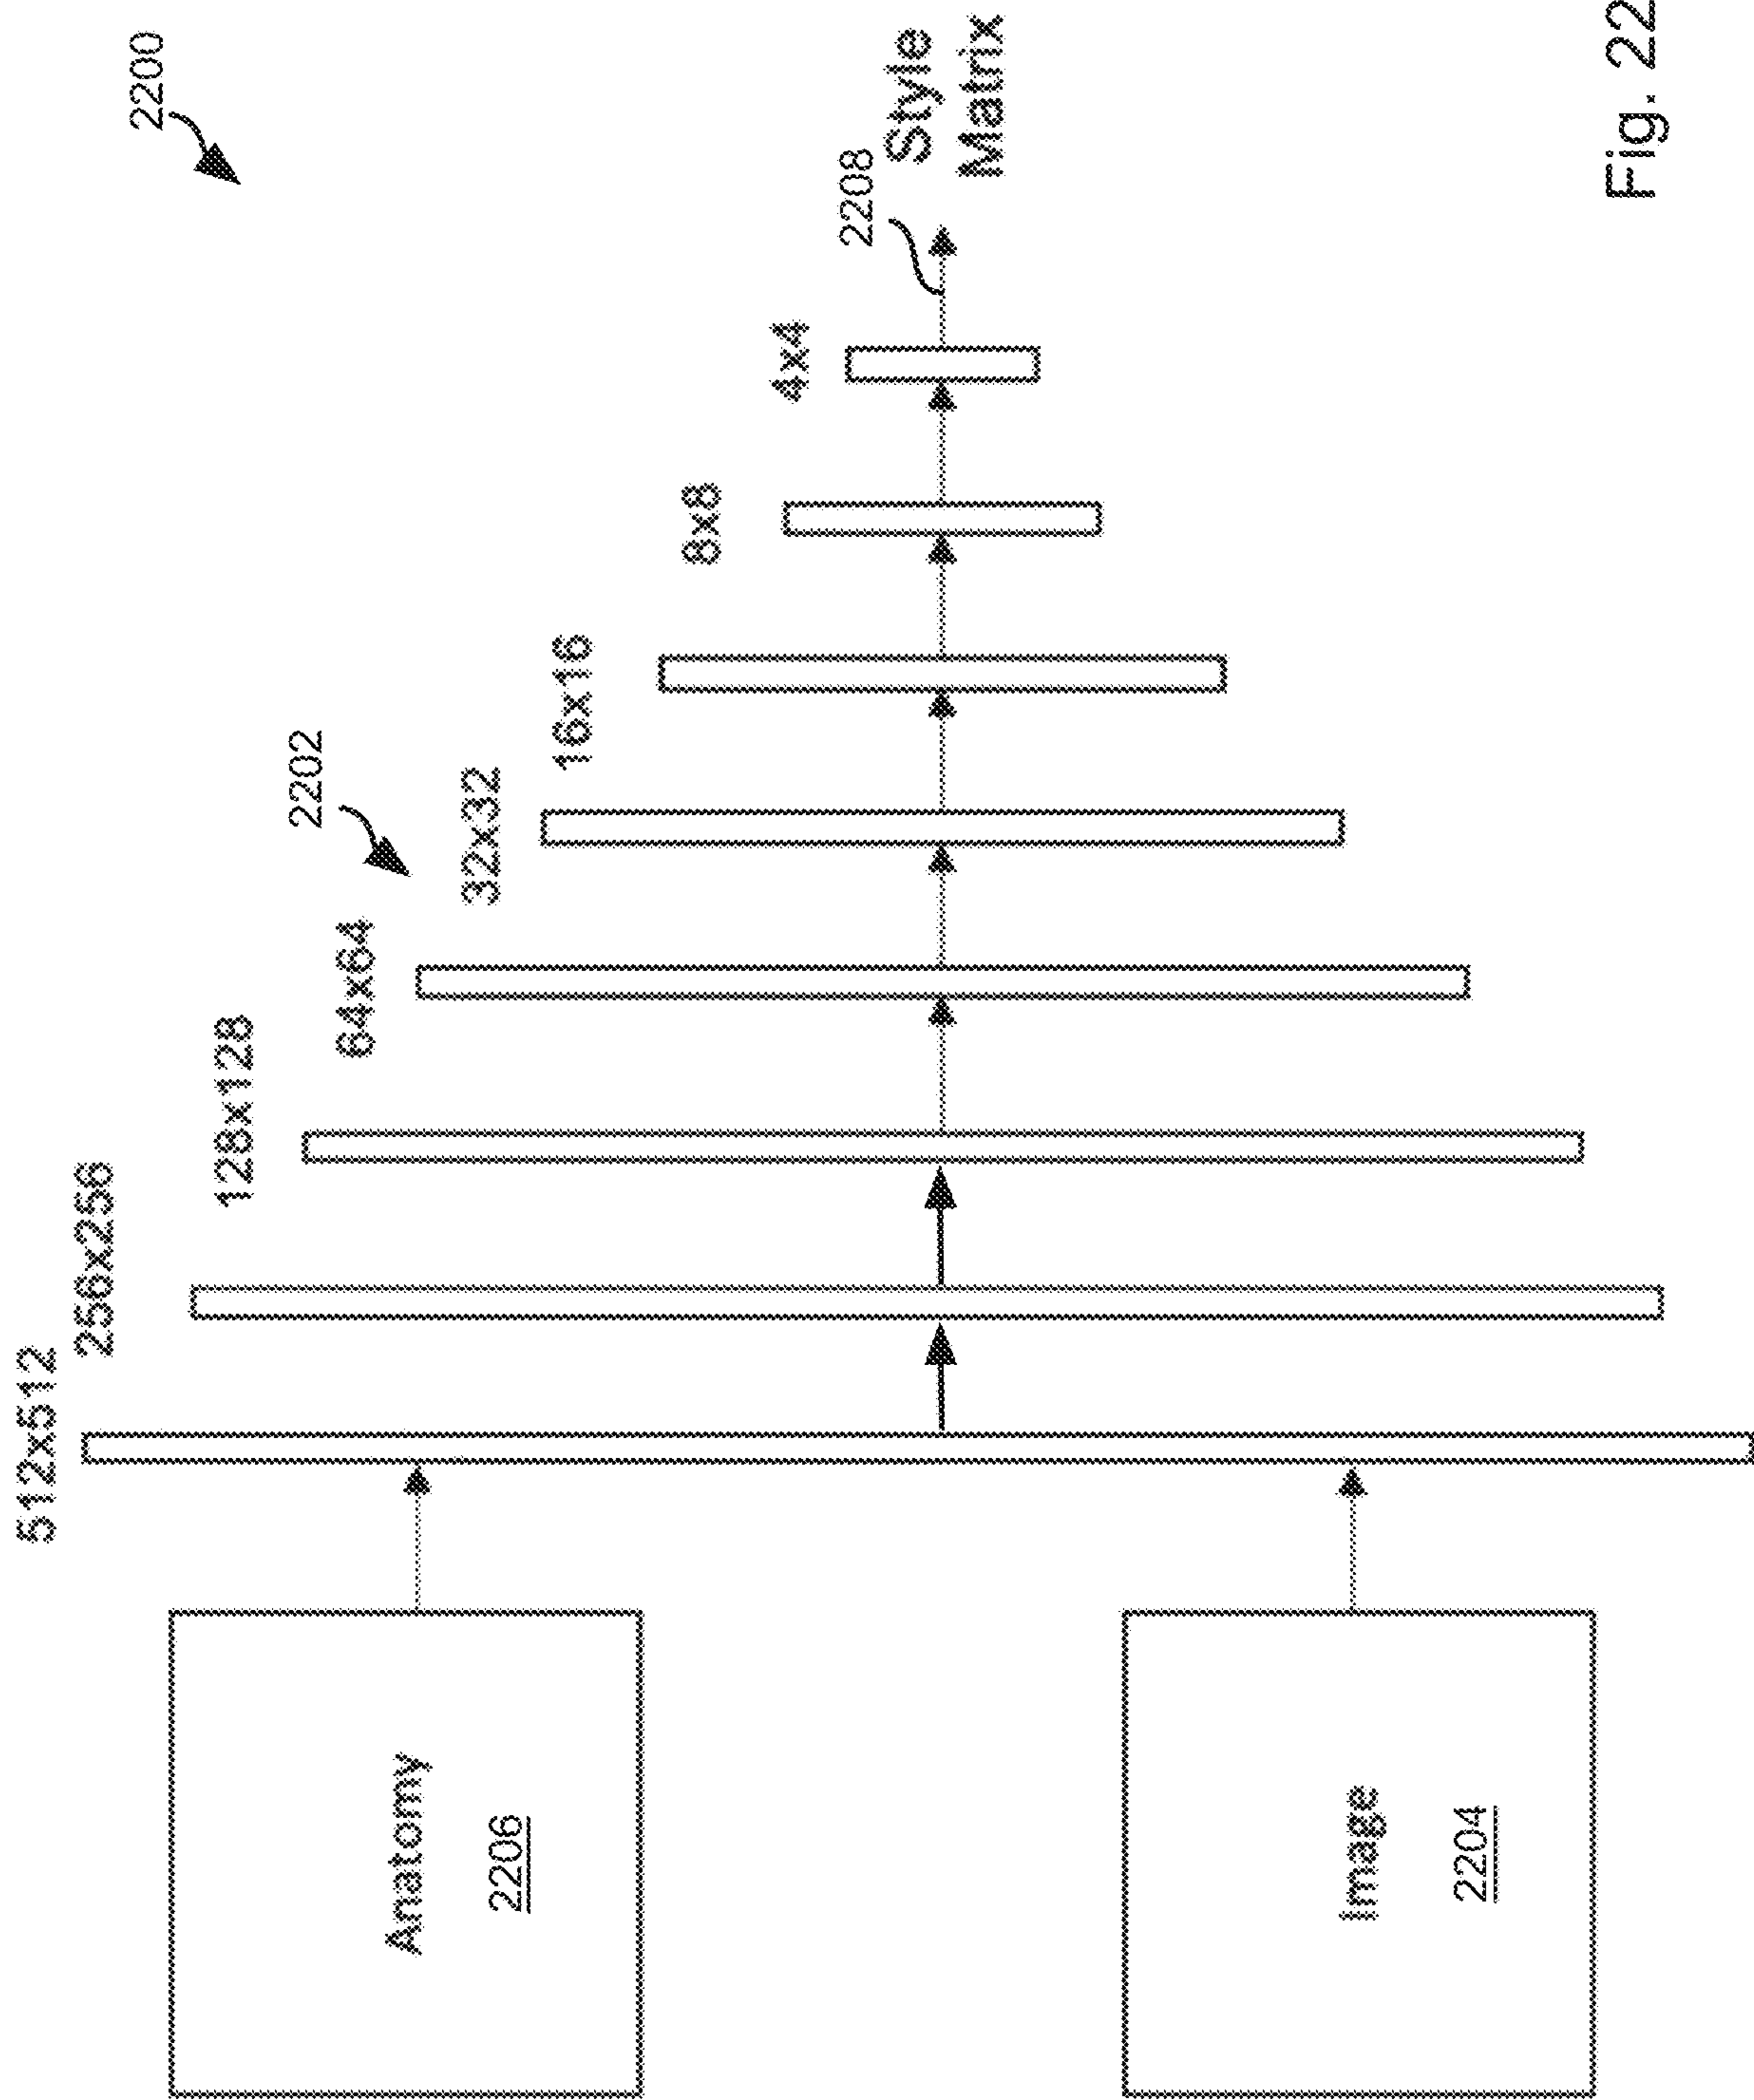 2200
512x512
256x256
128x128
64x64
2202
32x32
16x16
8x8
4x4
2208
Style
Matrix
Anatomy
2206
Image
2204
Fig. 22